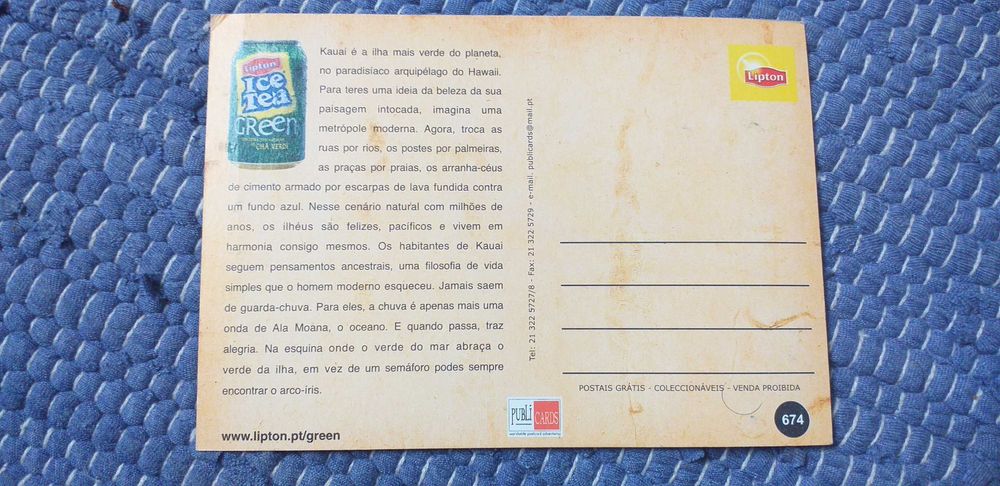 Lipton
Ice
Tea
GREEN
CHÁ VERDE
Kauai é a ilha mais verde do planeta,
no paradisíaco arquipélago do Hawaii.
Para teres uma ideia da beleza da sua
paisagem intocada, imagina uma
metrópole moderna. Agora, troca as
ruas por rios, os postes por palmeiras,
as praças por praias, os arranha-céus
de cimento armado por escarpas de lava fundida contra
um fundo azul. Nesse cenário natural com milhões de
anos, os ilhéus são felizes, pacíficos e vivem em
harmonia consigo mesmos. Os habitantes de Kauai
seguem pensamentos ancestrais, uma filosofia de vida
simples que o homem moderno esqueceu. Jamais saem
de guarda-chuva. Para eles, a chuva é apenas mais uma
onda de Ala Moana, o oceano. E quando passa, traz
alegria. Na esquina onde o verde do mar abraça o
verde da ilha, em vez de um semáforo podes sempre
encontrar o arco-íris.
www.lipton.pt/green
Tel: 21 322 5727/8 - Fax: 21 322 5729 - e-mail. publicards@mail.pt
Lipton
POSTAIS GRÁTIS - COLECCIONÁVEIS - VENDA PROIBIDA
PUBLI CARDS
worldwide postcard advertising
674